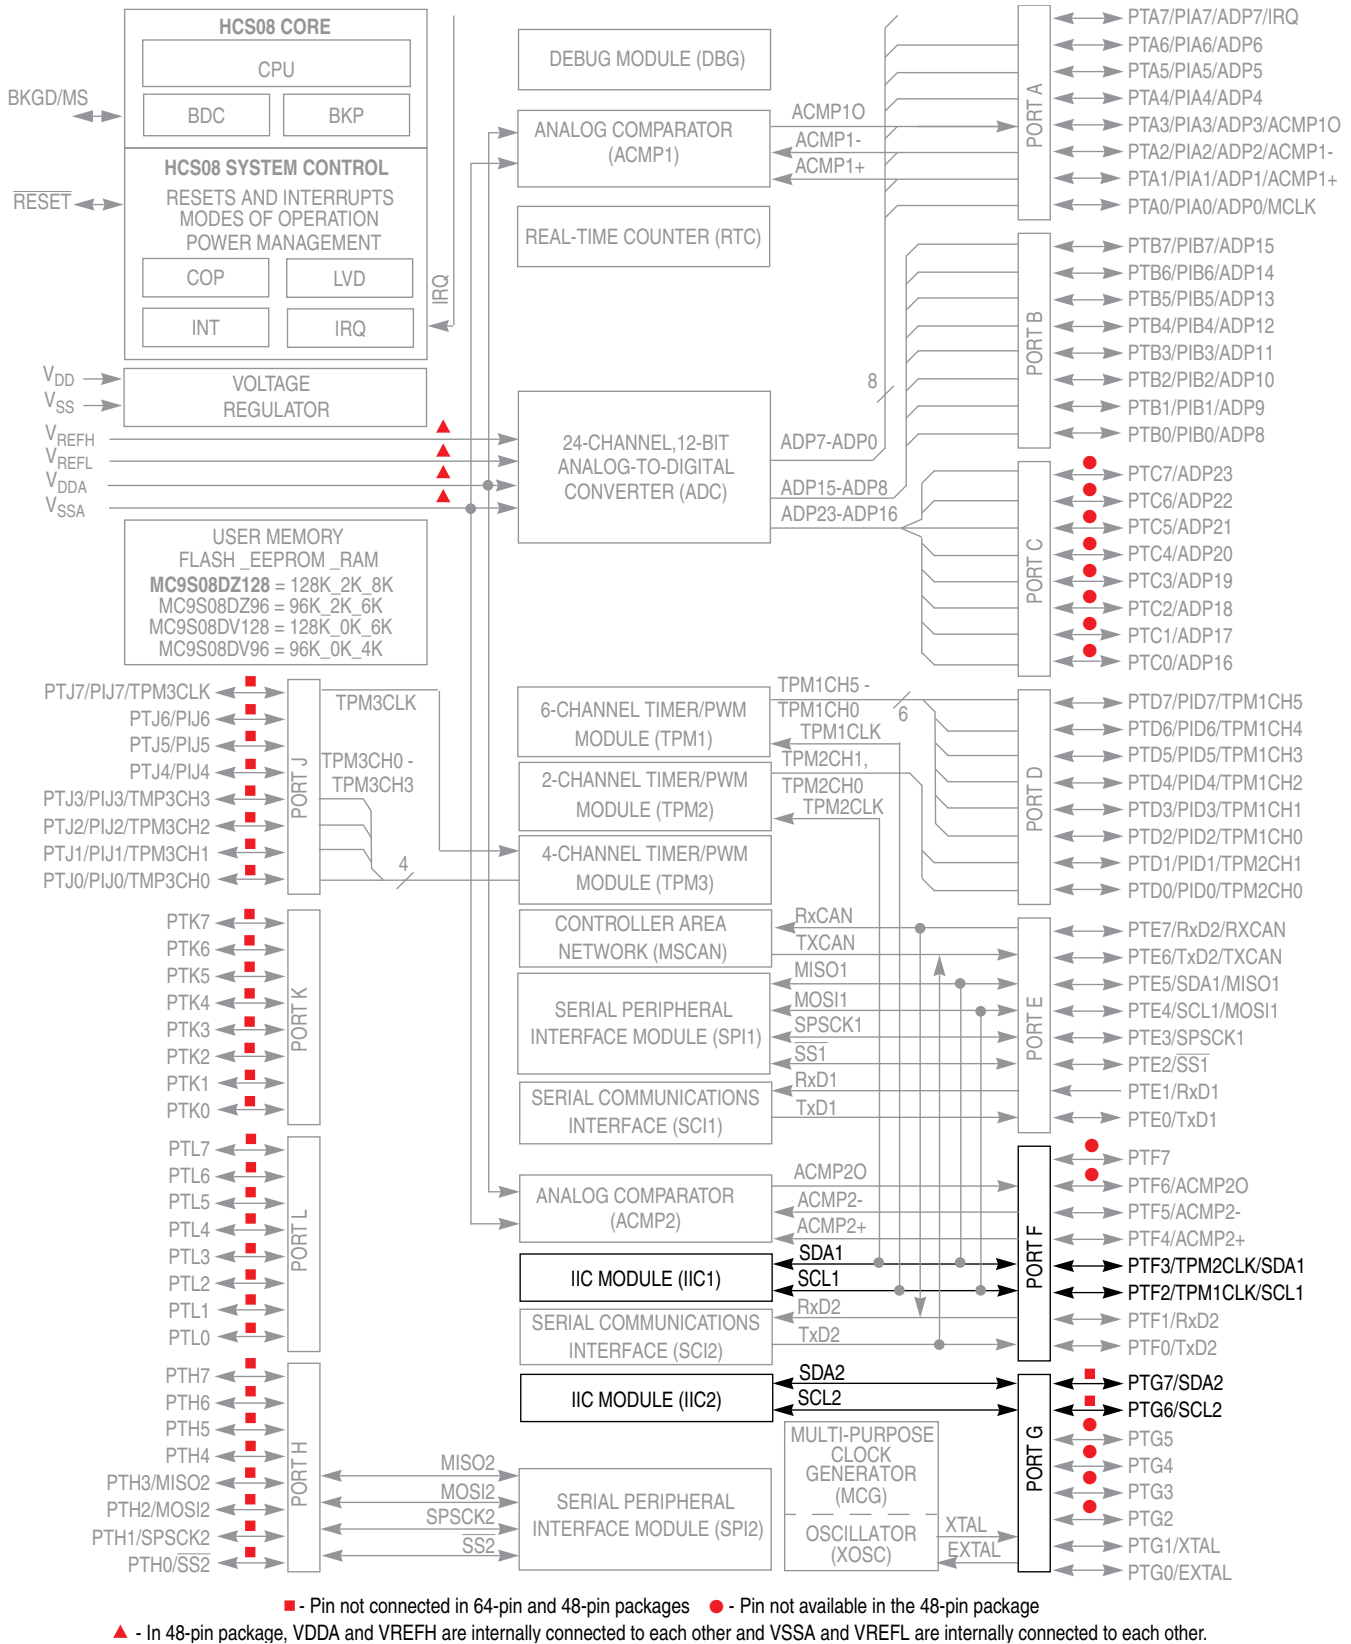 HCS08 CORE
CPU
BDC
BKP
BKGD/MS
HCS08 SYSTEM CONTROL
RESETS AND INTERRUPTS
MODES OF OPERATION
POWER MANAGEMENT
RESET
COP
LVD
INT
IRQ
IRQ
VDD
VSS
VOLTAGE
REGULATOR
VREFH
VREFL
VDDA
VSSA
USER MEMORY
FLASH _EEPROM _RAM
MC9S08DZ128 = 128K_2K_8K
MC9S08DZ96 = 96K_2K_6K
MC9S08DV128 = 128K_0K_6K
MC9S08DV96 = 96K_0K_4K
DEBUG MODULE (DBG)
ANALOG COMPARATOR
(ACMP1)
ACMP1O
ACMP1-
ACMP1+
REAL-TIME COUNTER (RTC)
24-CHANNEL,12-BIT
ANALOG-TO-DIGITAL
CONVERTER (ADC)
8
ADP7-ADP0
ADP15-ADP8
ADP23-ADP16
PORT A
PTA7/PIA7/ADP7/IRQ
PTA6/PIA6/ADP6
PTA5/PIA5/ADP5
PTA4/PIA4/ADP4
PTA3/PIA3/ADP3/ACMP1O
PTA2/PIA2/ADP2/ACMP1-
PTA1/PIA1/ADP1/ACMP1+
PTA0/PIA0/ADP0/MCLK
PORT B
PTB7/PIB7/ADP15
PTB6/PIB6/ADP14
PTB5/PIB5/ADP13
PTB4/PIB4/ADP12
PTB3/PIB3/ADP11
PTB2/PIB2/ADP10
PTB1/PIB1/ADP9
PTB0/PIB0/ADP8
PORT C
PTC7/ADP23
PTC6/ADP22
PTC5/ADP21
PTC4/ADP20
PTC3/ADP19
PTC2/ADP18
PTC1/ADP17
PTC0/ADP16
PTJ7/PIJ7/TPM3CLK
PTJ6/PIJ6
PTJ5/PIJ5
PTJ4/PIJ4
PTJ3/PIJ3/TMP3CH3
PTJ2/PIJ2/TPM3CH2
PTJ1/PIJ1/TPM3CH1
PTJ0/PIJ0/TMP3CH0
PORT J
TPM3CLK
TPM3CH0 -
TPM3CH3
4
6-CHANNEL TIMER/PWM
MODULE (TPM1)
TPM1CH5 -
TPM1CH0
6
TPM1CLK
2-CHANNEL TIMER/PWM
MODULE (TPM2)
TPM2CH1,
TPM2CH0
TPM2CLK
4-CHANNEL TIMER/PWM
MODULE (TPM3)
PORT D
PTD7/PID7/TPM1CH5
PTD6/PID6/TPM1CH4
PTD5/PID5/TPM1CH3
PTD4/PID4/TPM1CH2
PTD3/PID3/TPM1CH1
PTD2/PID2/TPM1CH0
PTD1/PID1/TPM2CH1
PTD0/PID0/TPM2CH0
PTK7
PTK6
PTK5
PTK4
PTK3
PTK2
PTK1
PTK0
PORT K
CONTROLLER AREA
NETWORK (MSCAN)
RxCAN
TXCAN
SERIAL PERIPHERAL
INTERFACE MODULE (SPI1)
MISO1
MOSI1
SPSCK1
SS1
SERIAL COMMUNICATIONS
INTERFACE (SCI1)
RxD1
TxD1
PORT E
PTE7/RxD2/RXCAN
PTE6/TxD2/TXCAN
PTE5/SDA1/MISO1
PTE4/SCL1/MOSI1
PTE3/SPSCK1
PTE2/SS1
PTE1/RxD1
PTE0/TxD1
PTL7
PTL6
PTL5
PTL4
PTL3
PTL2
PTL1
PTL0
PORT L
ANALOG COMPARATOR
(ACMP2)
ACMP2O
ACMP2-
ACMP2+
IIC MODULE (IIC1)
SDA1
SCL1
SERIAL COMMUNICATIONS
INTERFACE (SCI2)
RxD2
TxD2
PORT F
PTF7
PTF6/ACMP2O
PTF5/ACMP2-
PTF4/ACMP2+
PTF3/TPM2CLK/SDA1
PTF2/TPM1CLK/SCL1
PTF1/RxD2
PTF0/TxD2
PTH7
PTH6
PTH5
PTH4
PTH3/MISO2
PTH2/MOSI2
PTH1/SPSCK2
PTH0/SS2
PORT H
MISO2
MOSI2
SPSCK2
SS2
IIC MODULE (IIC2)
SDA2
SCL2
SERIAL PERIPHERAL
INTERFACE MODULE (SPI2)
MULTI-PURPOSE
CLOCK
GENERATOR
(MCG)
OSCILLATOR
(XOSC)
XTAL
EXTAL
PORT G
PTG7/SDA2
PTG6/SCL2
PTG5
PTG4
PTG3
PTG2
PTG1/XTAL
PTG0/EXTAL
- Pin not connected in 64-pin and 48-pin packages
- Pin not available in the 48-pin package
- In 48-pin package, VDDA and VREFH are internally connected to each other and VSSA and VREFL are internally connected to each other.